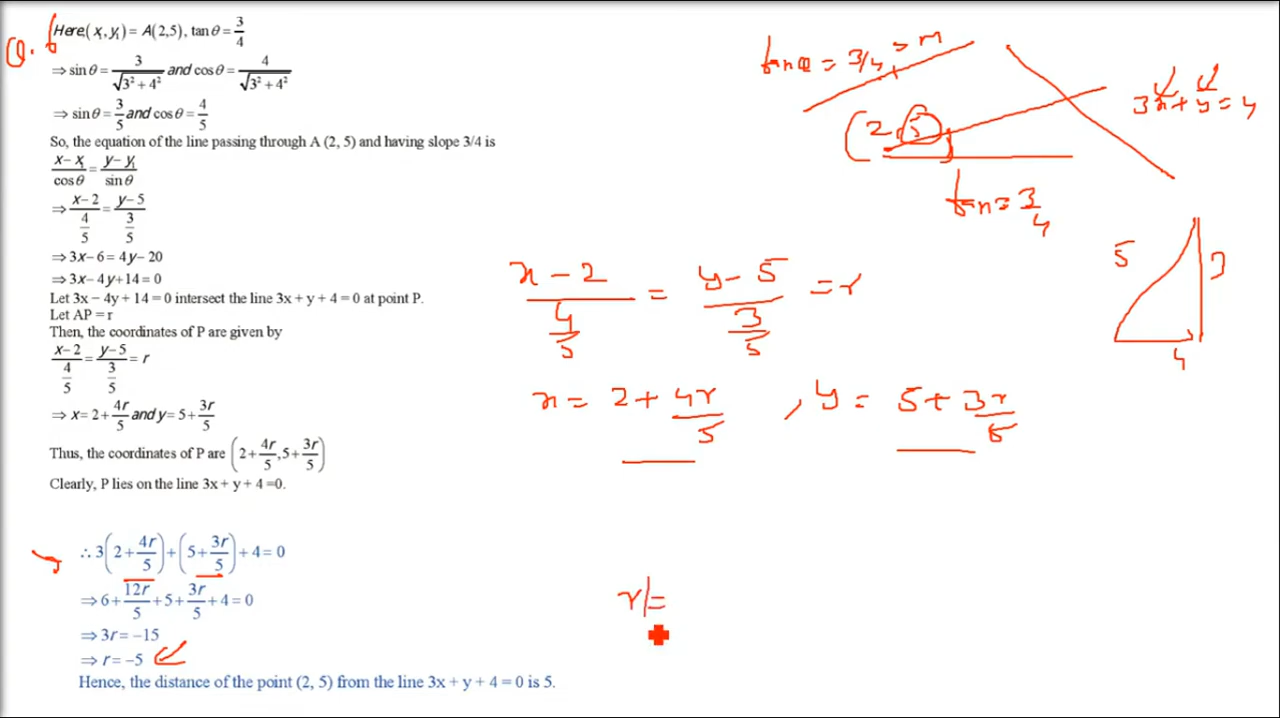 Q. 6
Here,(x₁,y₁) = A(2,5), tanθ = 3/4
⇒ sinθ = 3/√(3²+4²) and cosθ = 4/√(3²+4²)
⇒ sinθ = 3/5 and cosθ = 4/5
So, the equation of the line passing through A (2, 5) and having slope 3/4 is
(x−x₁)/cosθ = (y−y₁)/sinθ
⇒ (x−2)/(4/5) = (y−5)/(3/5)
⇒ 3x−6 = 4y−20
⇒ 3x−4y+14 = 0
Let 3x − 4y + 14 = 0 intersect the line 3x + y + 4 = 0 at point P.
Let AP = r
Then, the coordinates of P are given by
(x−2)/(4/5) = (y−5)/(3/5) = r
⇒ x = 2+4r/5 and y = 5+3r/5
Thus, the coordinates of P are (2+4r/5, 5+3r/5)
Clearly, P lies on the line 3x + y + 4 =0.
∴ 3(2+4r/5)+(5+3r/5)+4 = 0
⇒ 6+12r/5+5+3r/5+4 = 0
⇒ 3r = −15
⇒ r = −5
Hence, the distance of the point (2, 5) from the line 3x + y + 4 = 0 is 5.
tanθ = 3/4 = m
3x + y = 4
(2,5)
tan = 3/4
5
3
4
(x − 2)/(4/5) = (y − 5)/(3/5) = r
x = 2 + 4r/5 , y = 5 + 3r/5
r| =